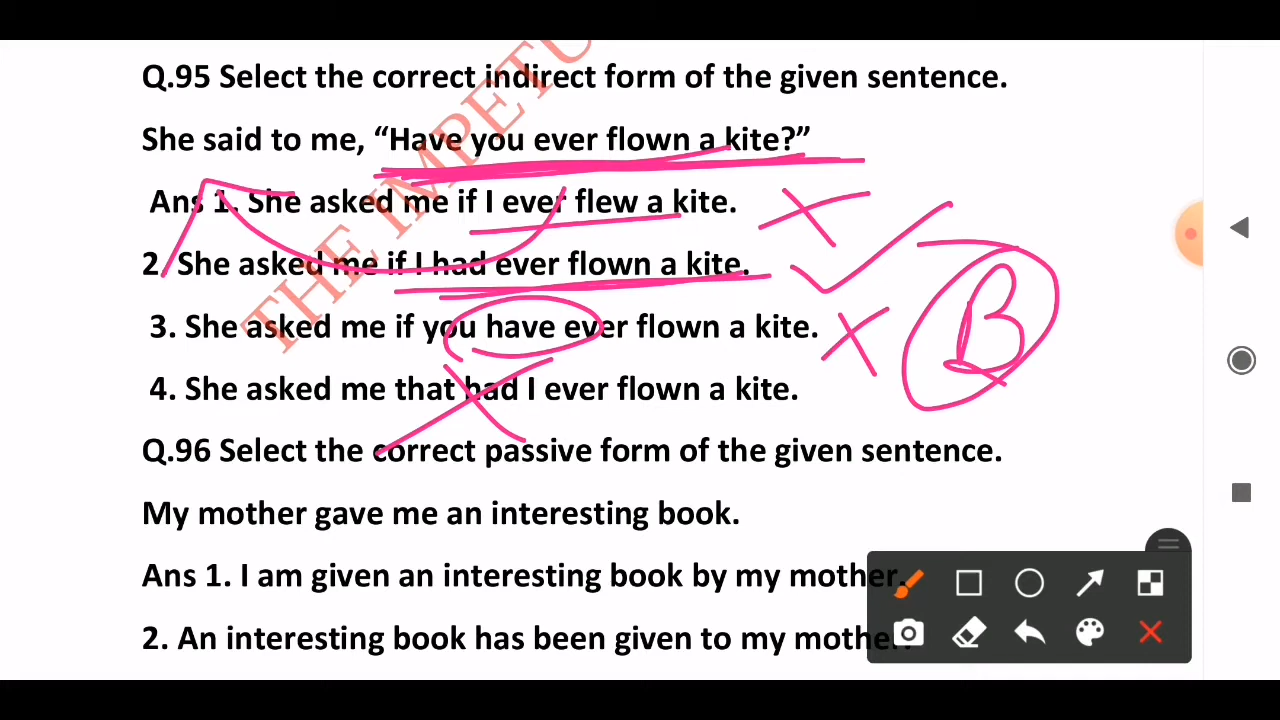 Q.95 Select the correct indirect form of the given sentence.
She said to me, “Have you ever flown a kite?”
Ans 1. She asked me if I ever flew a kite.
2. She asked me if I had ever flown a kite.
3. She asked me if you have ever flown a kite.
4. She asked me that had I ever flown a kite.
B
Q.96 Select the correct passive form of the given sentence.
My mother gave me an interesting book.
Ans 1. I am given an interesting book by my mother.
2. An interesting book has been given to my mother.
THE IMPETU